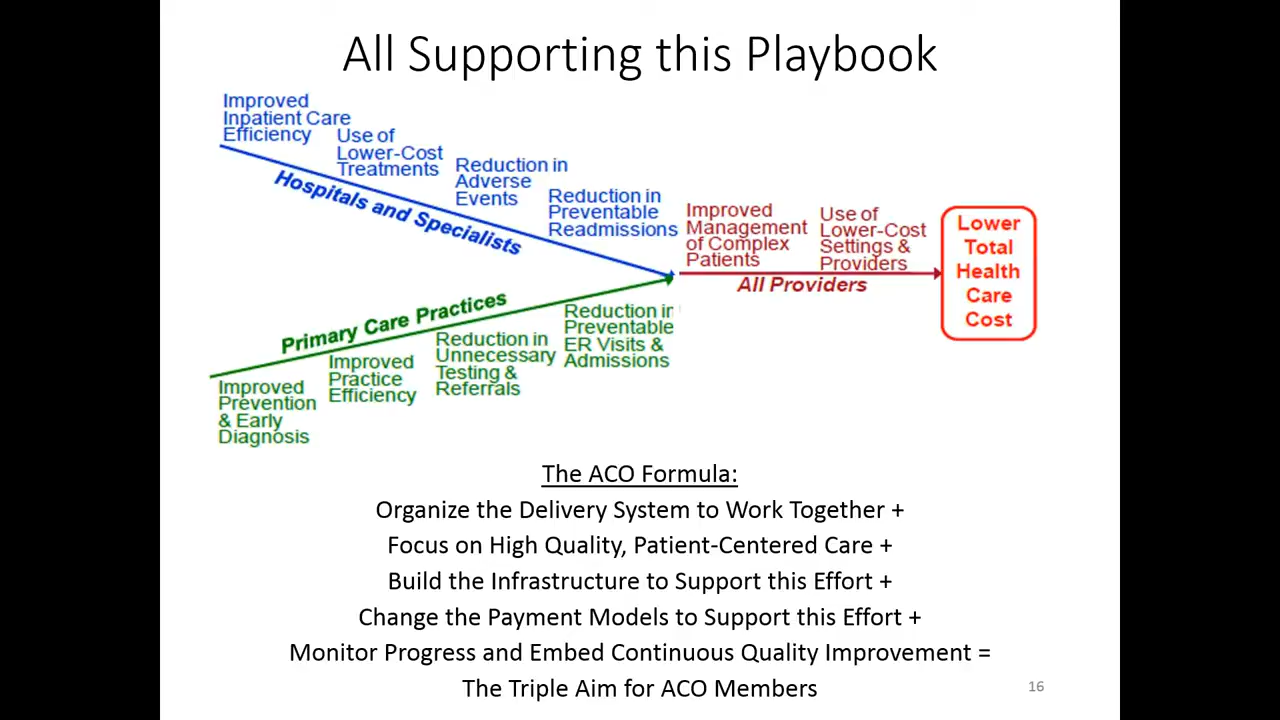 All Supporting this Playbook
Improved
Inpatient Care
Efficiency
Use of
Lower-Cost
Treatments
Reduction in
Adverse
Events
Reduction in
Preventable
Readmissions
Hospitals and Specialists
Improved
Management
of Complex
Patients
Use of
Lower-Cost
Settings &
Providers
All Providers
Lower
Total
Health
Care
Cost
Primary Care Practices
Improved
Prevention
& Early
Diagnosis
Improved
Practice
Efficiency
Reduction in
Unnecessary
Testing &
Referrals
Reduction in
Preventable
ER Visits &
Admissions
The ACO Formula:
Organize the Delivery System to Work Together +
Focus on High Quality, Patient-Centered Care +
Build the Infrastructure to Support this Effort +
Change the Payment Models to Support this Effort +
Monitor Progress and Embed Continuous Quality Improvement =
The Triple Aim for ACO Members
16